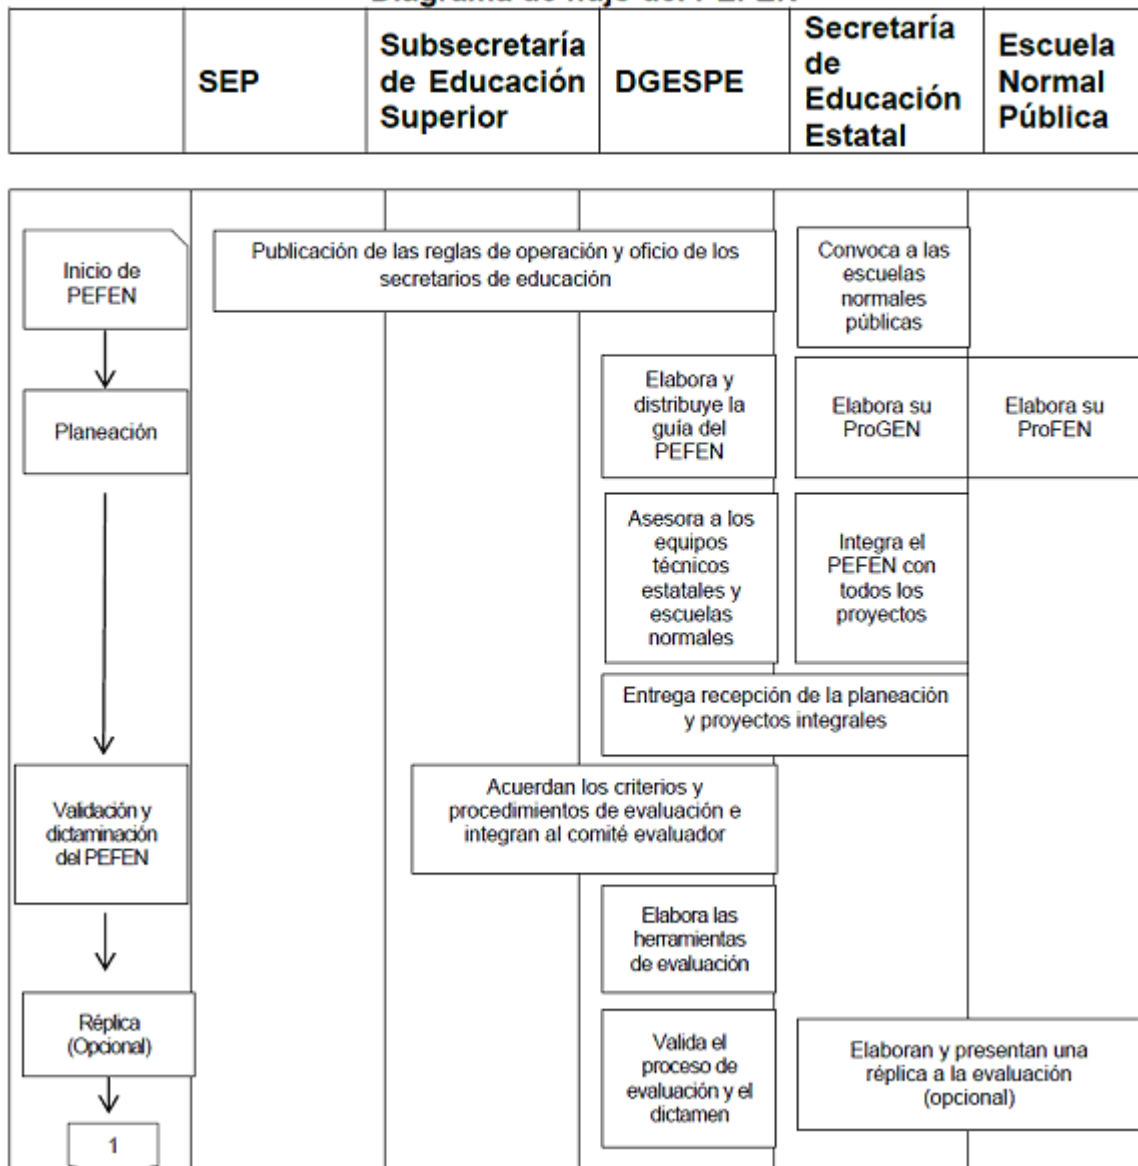 Diagrama de flujo del PEFEN
SEP
Subsecretaría
de Educación
Superior
DGESPE
Secretaría
de
Educación
Estatal
Escuela
Normal
Pública
Inicio de
PEFEN
Publicación de las reglas de operación y oficio de los
secretarios de educación
Convoca a las
escuelas
normales
públicas
Planeación
Elabora y
distribuye la
guía del
PEFEN
Elabora su
ProGEN
Elabora su
ProFEN
Asesora a los
equipos
técnicos
estatales y
escuelas
normales
Integra el
PEFEN con
todos los
proyectos
Entrega recepción de la planeación
y proyectos integrales
Validación y
dictaminación
del PEFEN
Acuerdan los criterios y
procedimientos de evaluación e
integran al comité evaluador
Elabora las
herramientas
de evaluación
Réplica
(Opcional)
Valida el
proceso de
evaluación y el
dictamen
Elaboran y presentan una
réplica a la evaluación
(opcional)
1